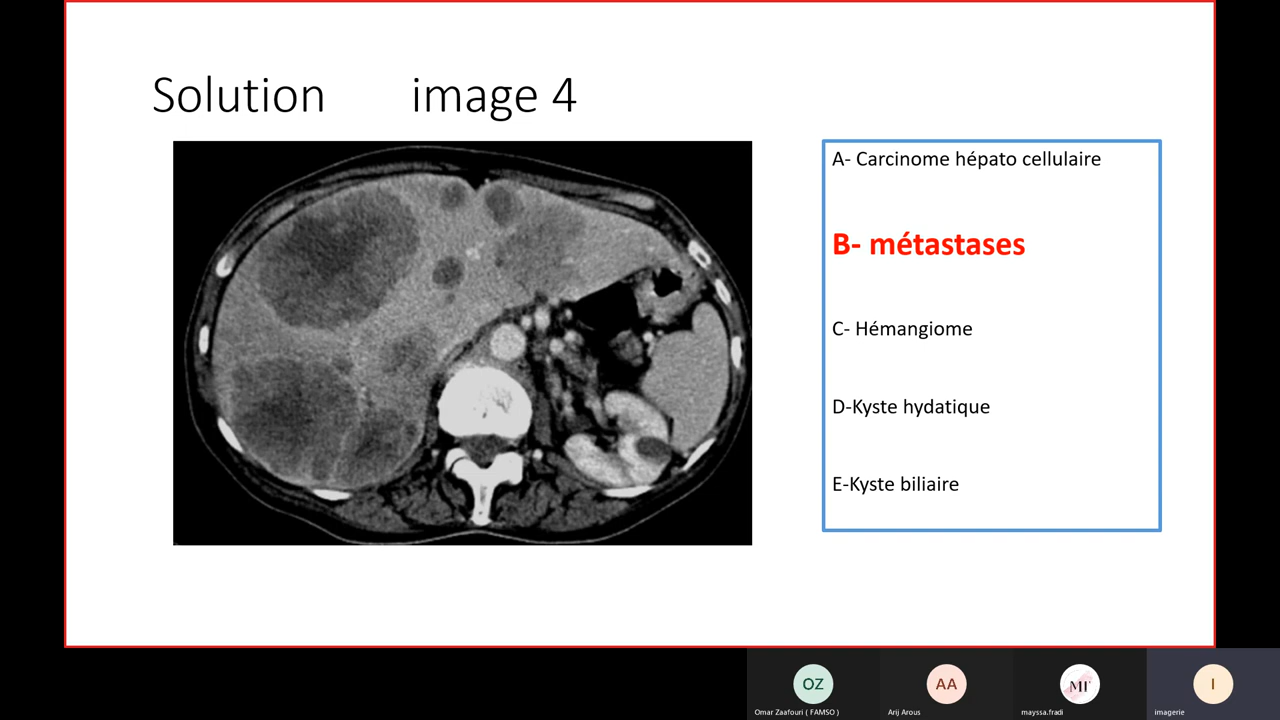 Solution image 4
A- Carcinome hépato cellulaire
B- métastases
C- Hémangiome
D-Kyste hydatique
E-Kyste biliaire
OZ
AA
MF
I
Omar Zaafouri ( FAMSO )
Arij Arous
mayssa.fradi
imagerie